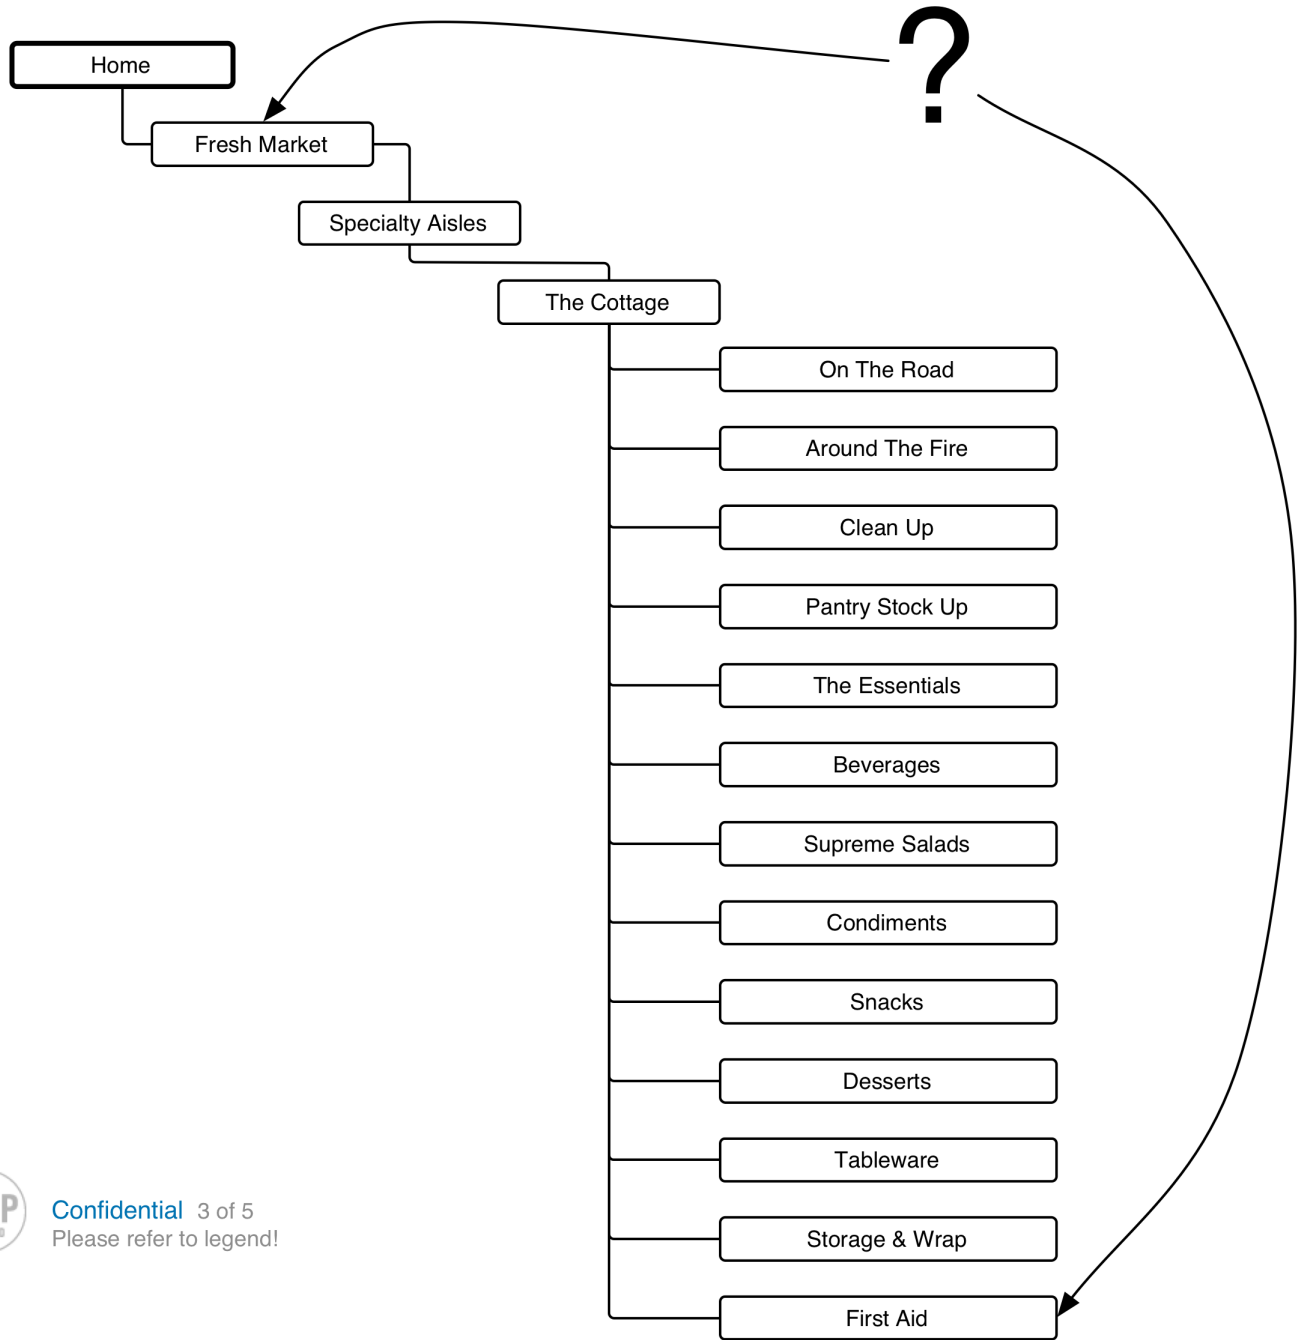 ?
Home
Fresh Market
Specialty Aisles
The Cottage
On The Road
Around The Fire
Clean Up
Pantry Stock Up
The Essentials
Beverages
Supreme Salads
Condiments
Snacks
Desserts
Tableware
Storage & Wrap
First Aid
P
Confidential 3 of 5
Please refer to legend!